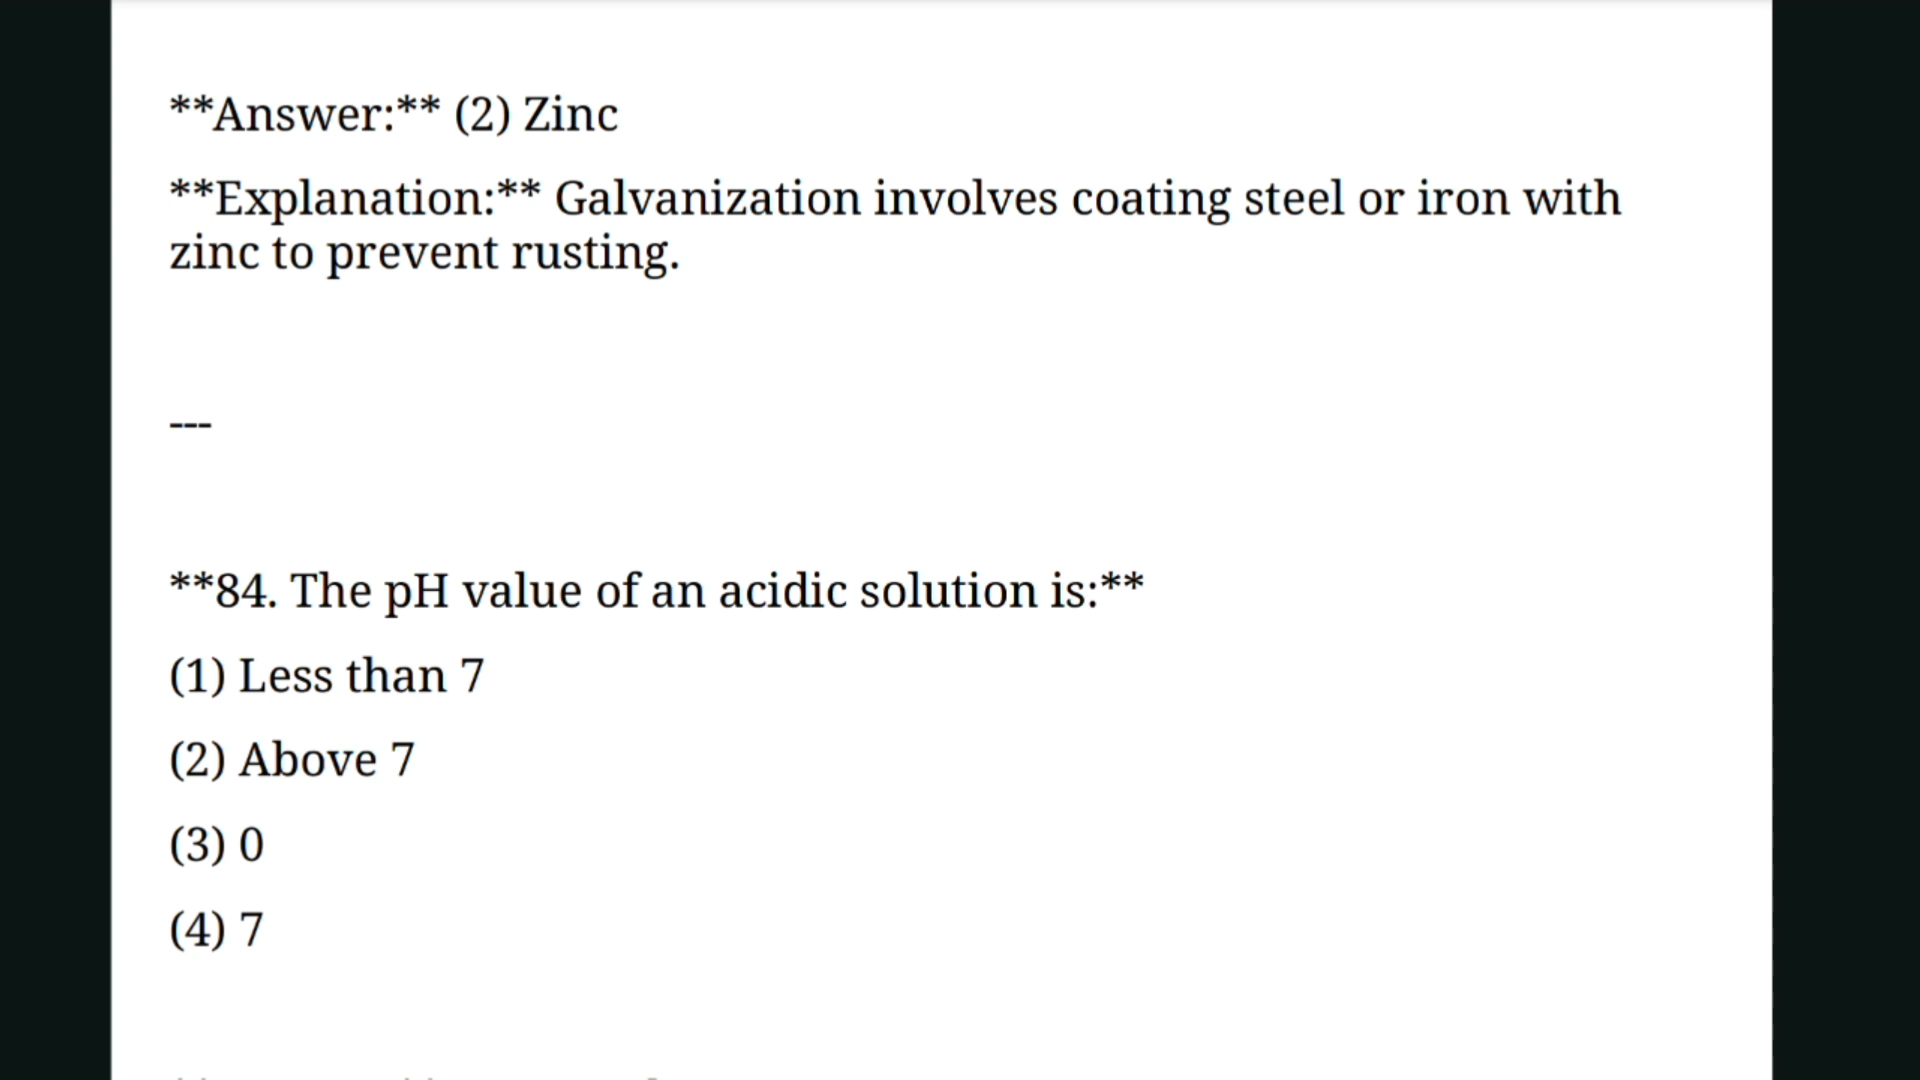 **Answer:** (2) Zinc
**Explanation:** Galvanization involves coating steel or iron with
zinc to prevent rusting.
---
**84. The pH value of an acidic solution is:**
(1) Less than 7
(2) Above 7
(3) 0
(4) 7